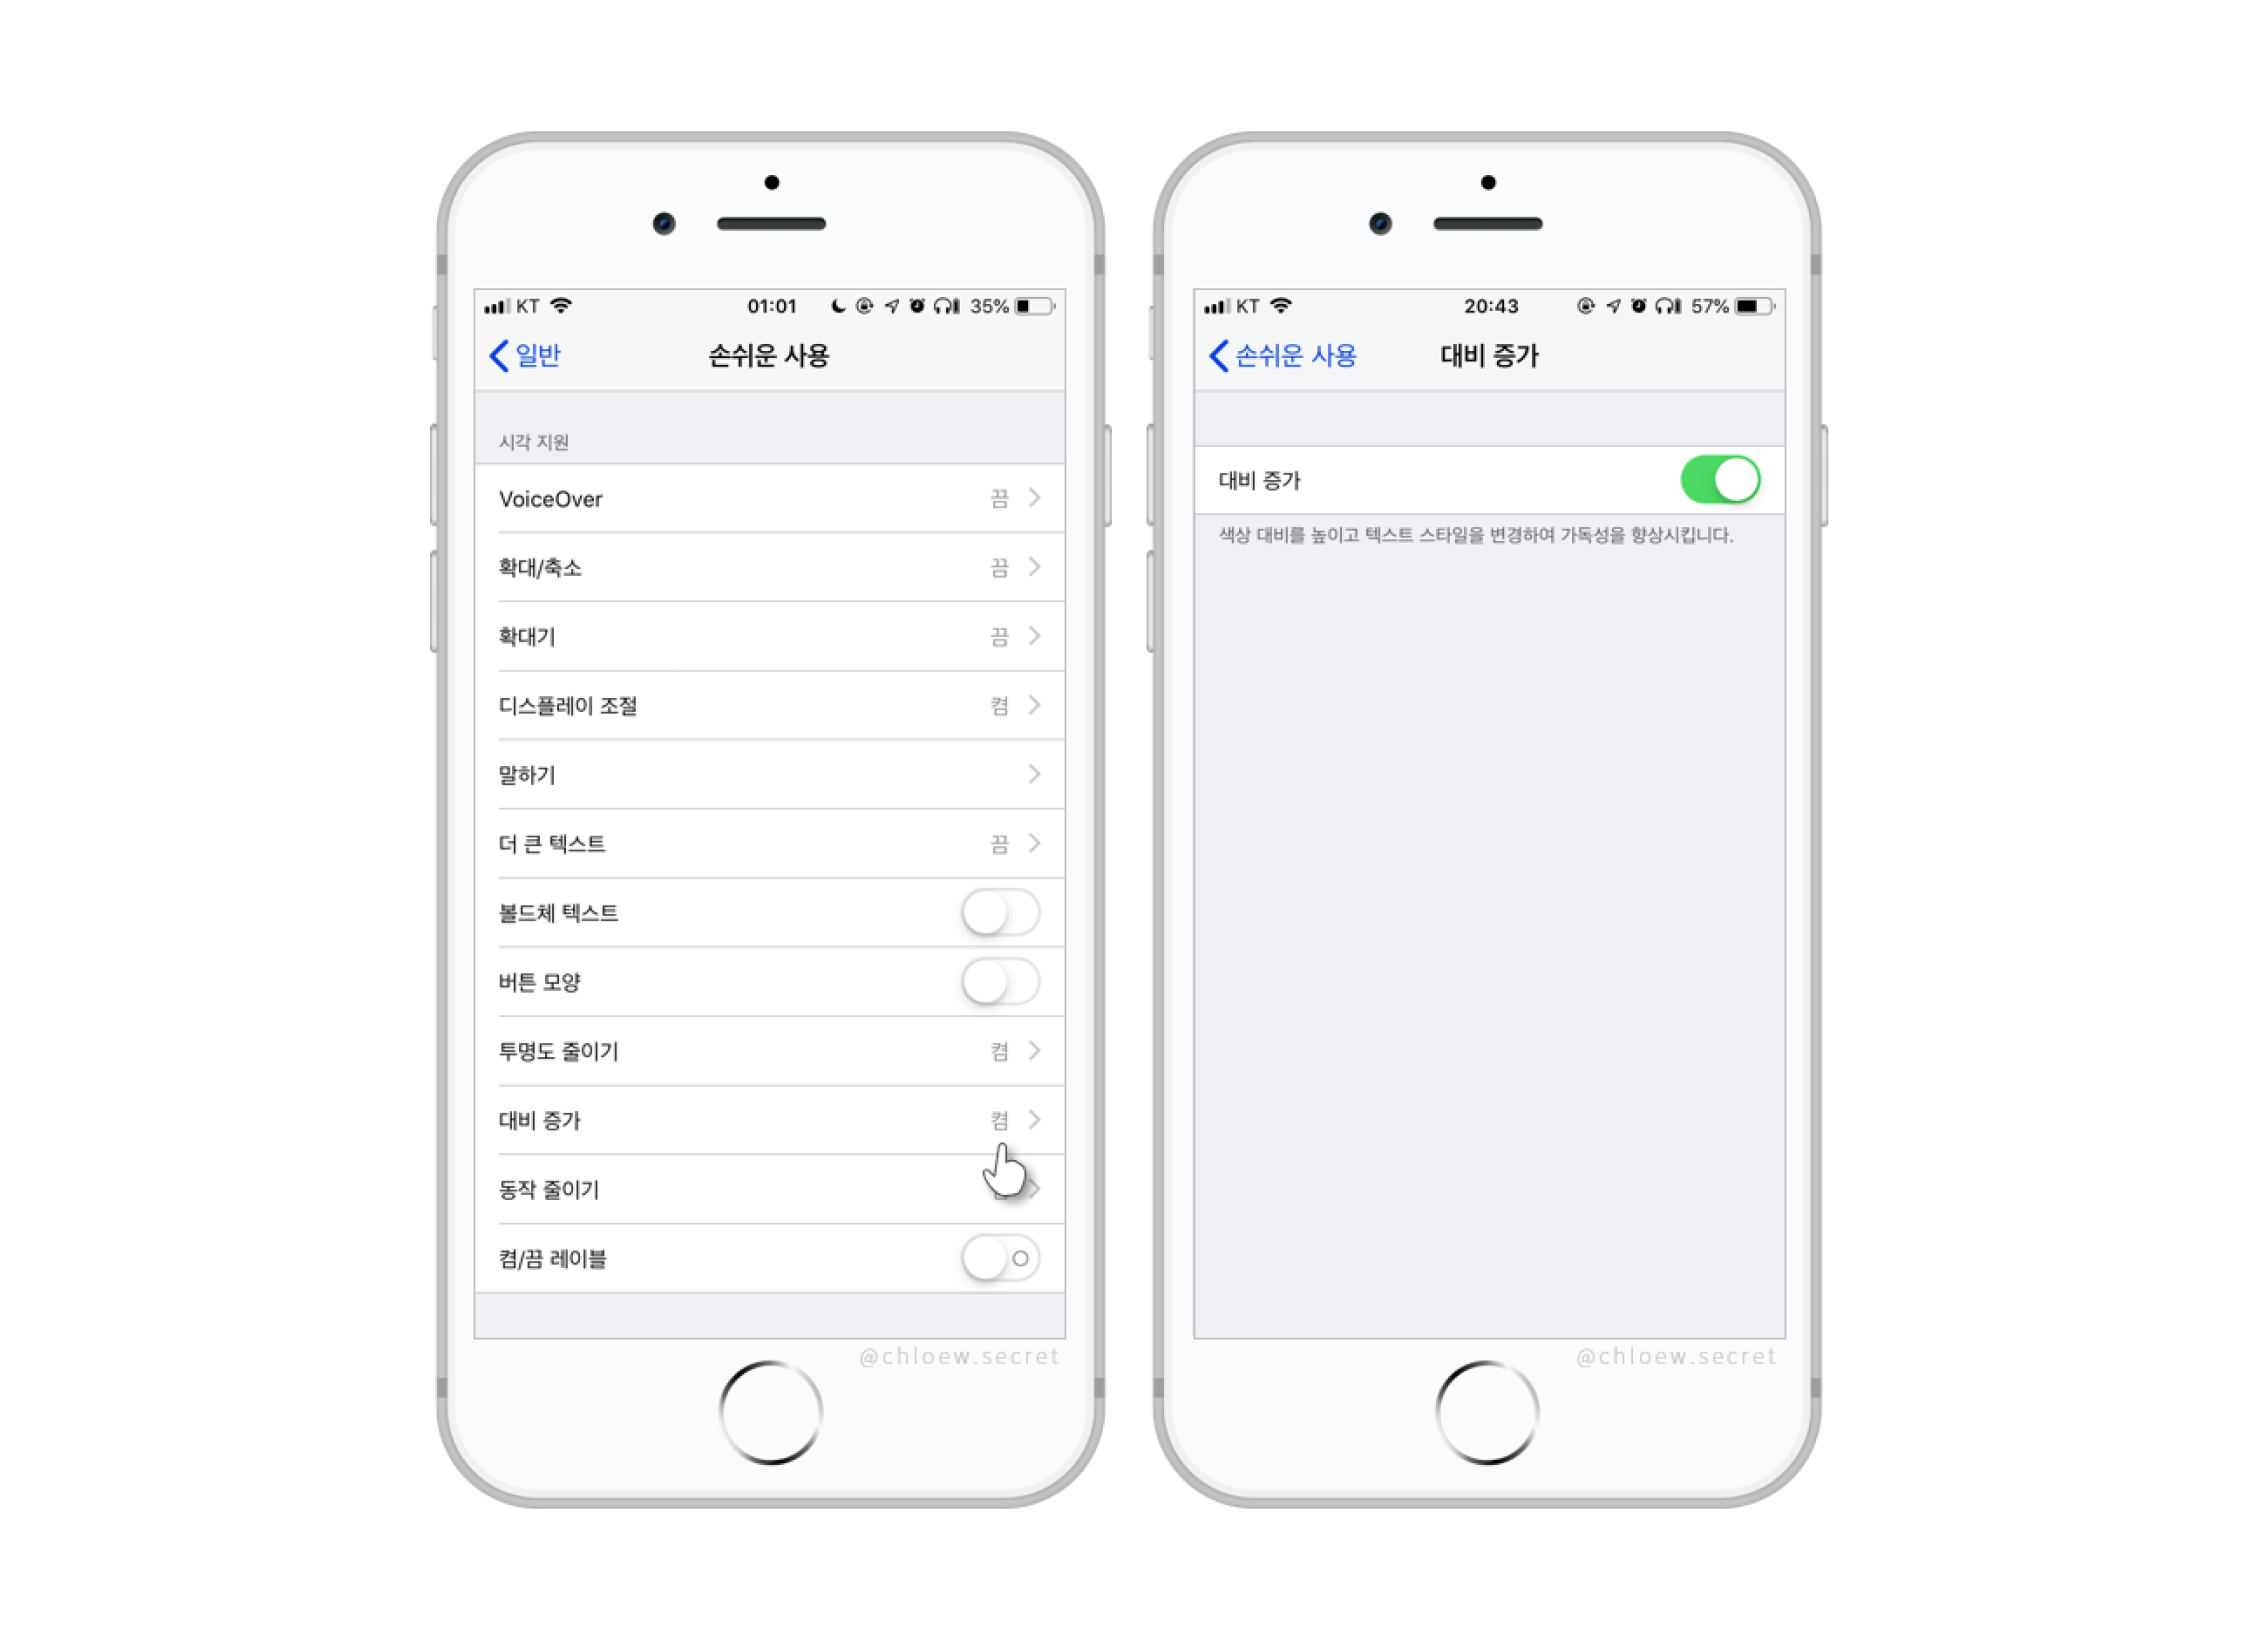 KT 01:01 35%
일반 손쉬운 사용
시각 지원
VoiceOver 끔
확대/축소 끔
확대기 끔
디스플레이 조절 켬
말하기
더 큰 텍스트 끔
볼드체 텍스트
버튼 모양
투명도 줄이기 켬
대비 증가 켬
동작 줄이기
켬/끔 레이블
@chloew.secret
KT 20:43 57%
손쉬운 사용 대비 증가
대비 증가
색상 대비를 높이고 텍스트 스타일을 변경하여 가독성을 향상시킵니다.
@chloew.secret